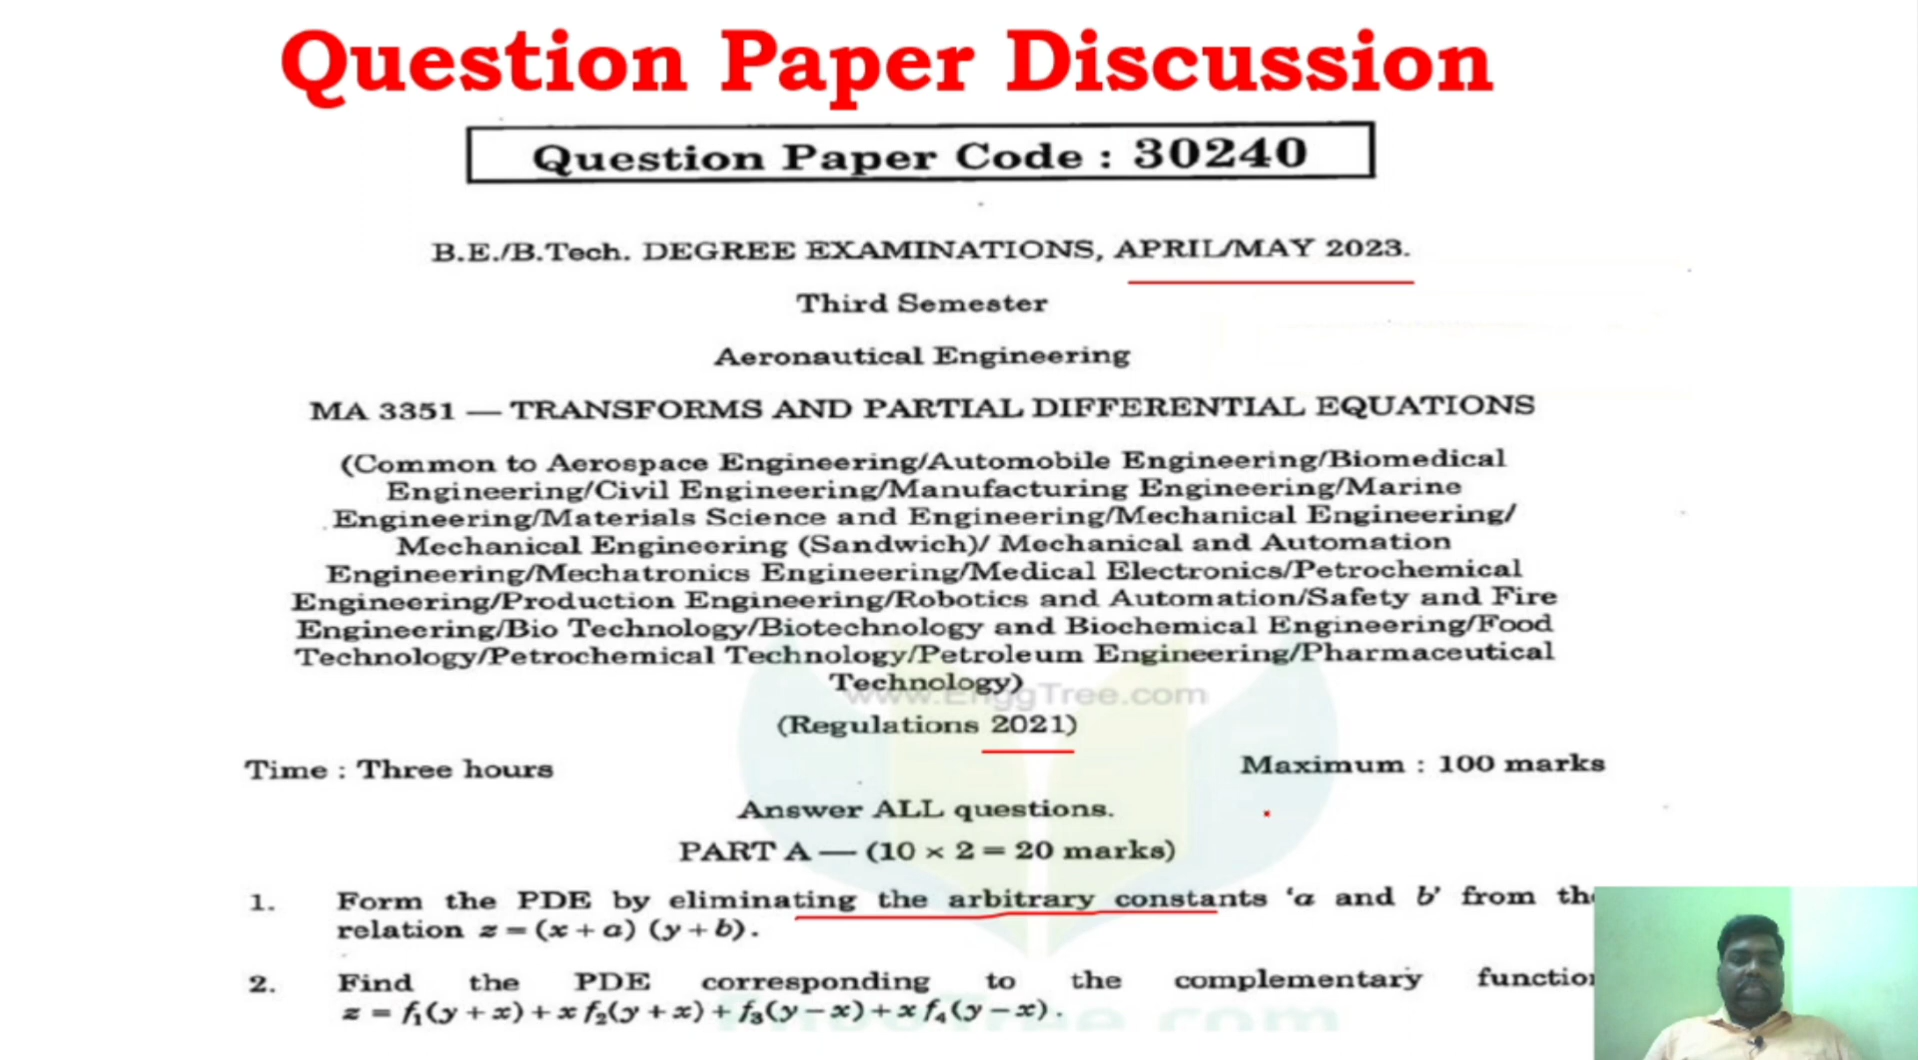 Question Paper Discussion
Question Paper Code : 30240
B.E./B.Tech. DEGREE EXAMINATIONS, APRIL/MAY 2023.
Third Semester
Aeronautical Engineering
MA 3351 — TRANSFORMS AND PARTIAL DIFFERENTIAL EQUATIONS
(Common to Aerospace Engineering/Automobile Engineering/Biomedical
Engineering/Civil Engineering/Manufacturing Engineering/Marine
Engineering/Materials Science and Engineering/Mechanical Engineering/
Mechanical Engineering (Sandwich)/ Mechanical and Automation
Engineering/Mechatronics Engineering/Medical Electronics/Petrochemical
Engineering/Production Engineering/Robotics and Automation/Safety and Fire
Engineering/Bio Technology/Biotechnology and Biochemical Engineering/Food
Technology/Petrochemical Technology/Petroleum Engineering/Pharmaceutical
Technology)
www.EnggTree.com
(Regulations 2021)
Time : Three hours Maximum : 100 marks
Answer ALL questions.
PART A — (10 × 2 = 20 marks)
1. Form the PDE by eliminating the arbitrary constants 'a and b' from the
relation z = (x + a) (y + b).
2. Find the PDE corresponding to the complementary function
z = f₁(y + x) + x f₂(y + x) + f₃(y − x) + x f₄(y − x).